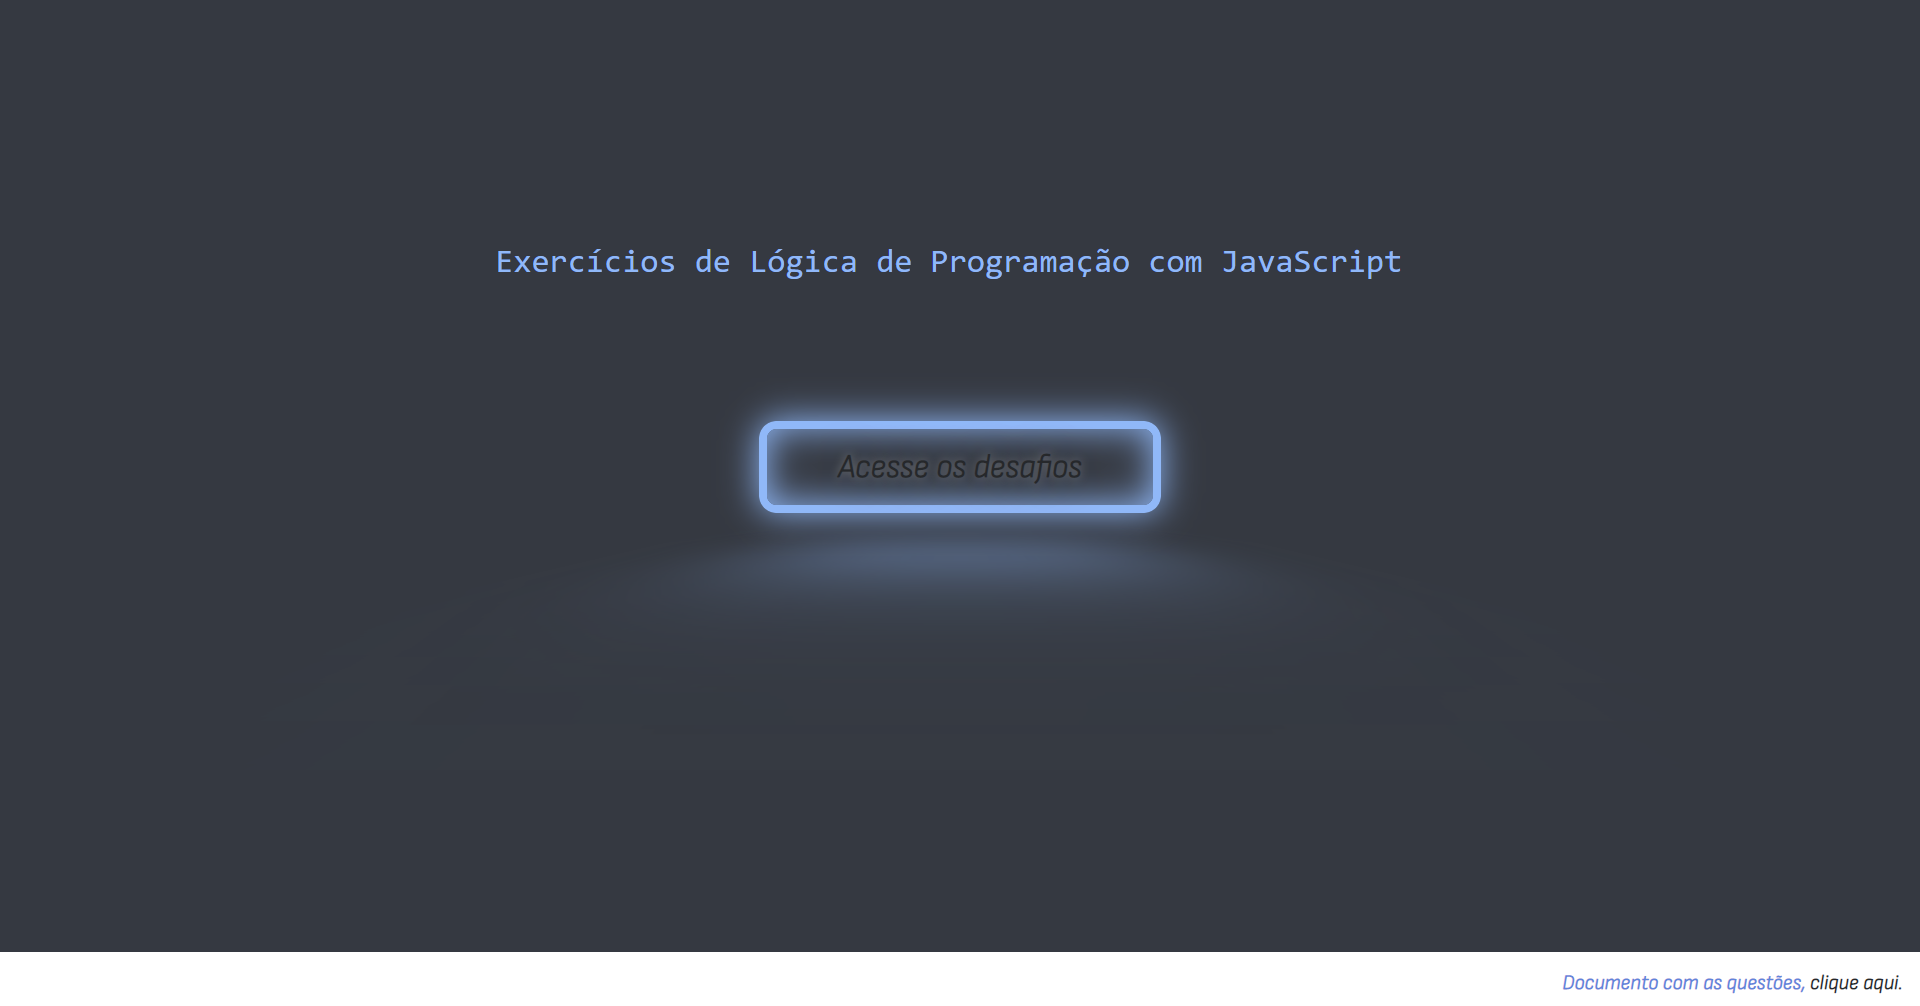 Exercícios de Lógica de Programação com JavaScript
Acesse os desafios
Documento com as questões, clique aqui.